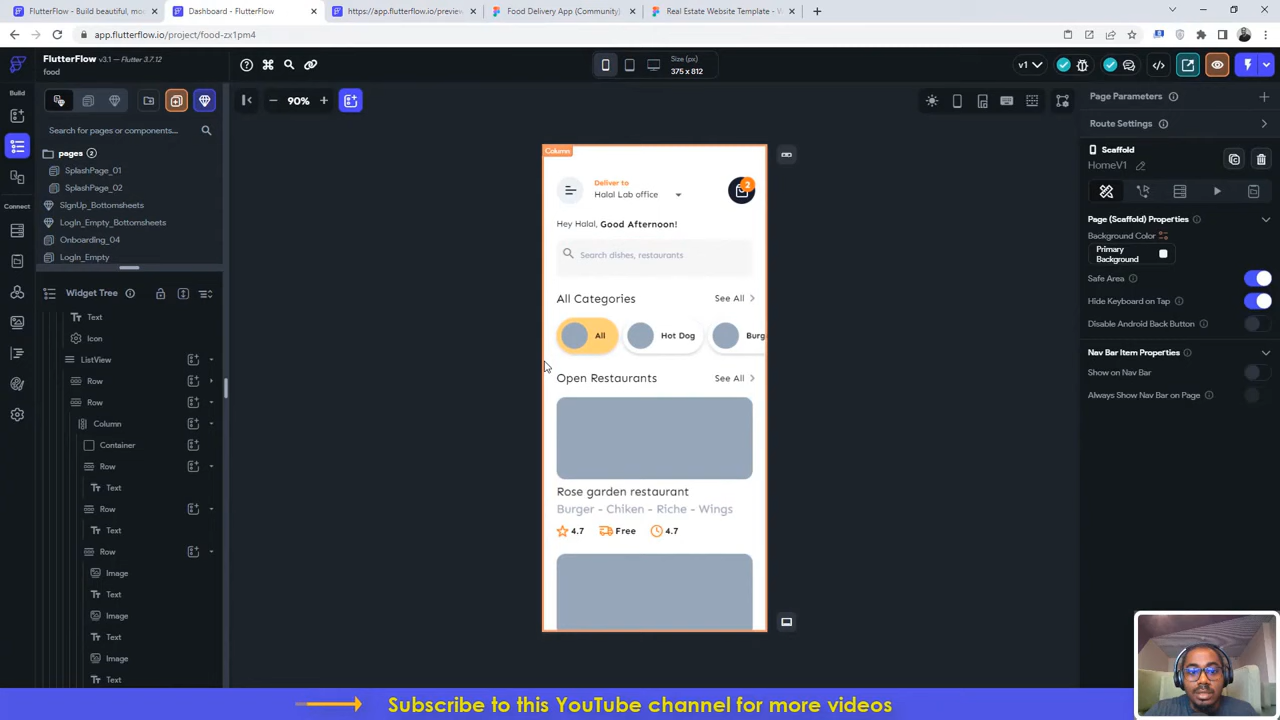 FlutterFlow - Build beautiful, mo
Dashboard - FlutterFlow
https://app.flutterflow.io/preview
Food Delivery App (Community)
Real Estate Website Template - W
app.flutterflow.io/project/food-zx1pm4
FlutterFlow v3.1 – Flutter 3.7.12
food
Size (px)
375 x 812
v1
Build
90%
Page Parameters
Search for pages or components...
Route Settings
pages 2
Column
Scaffold
HomeV1
SplashPage_01
SplashPage_02
Connect
SignUp_Bottomsheets
LogIn_Empty_Bottomsheets
Onboarding_04
LogIn_Empty
Deliver to
Halal Lab office
2
Hey Halal, Good Afternoon!
Search dishes, restaurants
Page (Scaffold) Properties
Background Color
Primary
Background
Safe Area
Hide Keyboard on Tap
Disable Android Back Button
Nav Bar Item Properties
Show on Nav Bar
Always Show Nav Bar on Page
Widget Tree
Text
Icon
ListView
Row
Row
Column
Container
Row
Text
Row
Text
Row
Image
Text
Image
Text
Image
Text
All Categories
See All
All
Hot Dog
Burg
Open Restaurants
See All
Rose garden restaurant
Burger - Chiken - Riche - Wings
4.7
Free
4.7
Subscribe to this YouTube channel for more videos